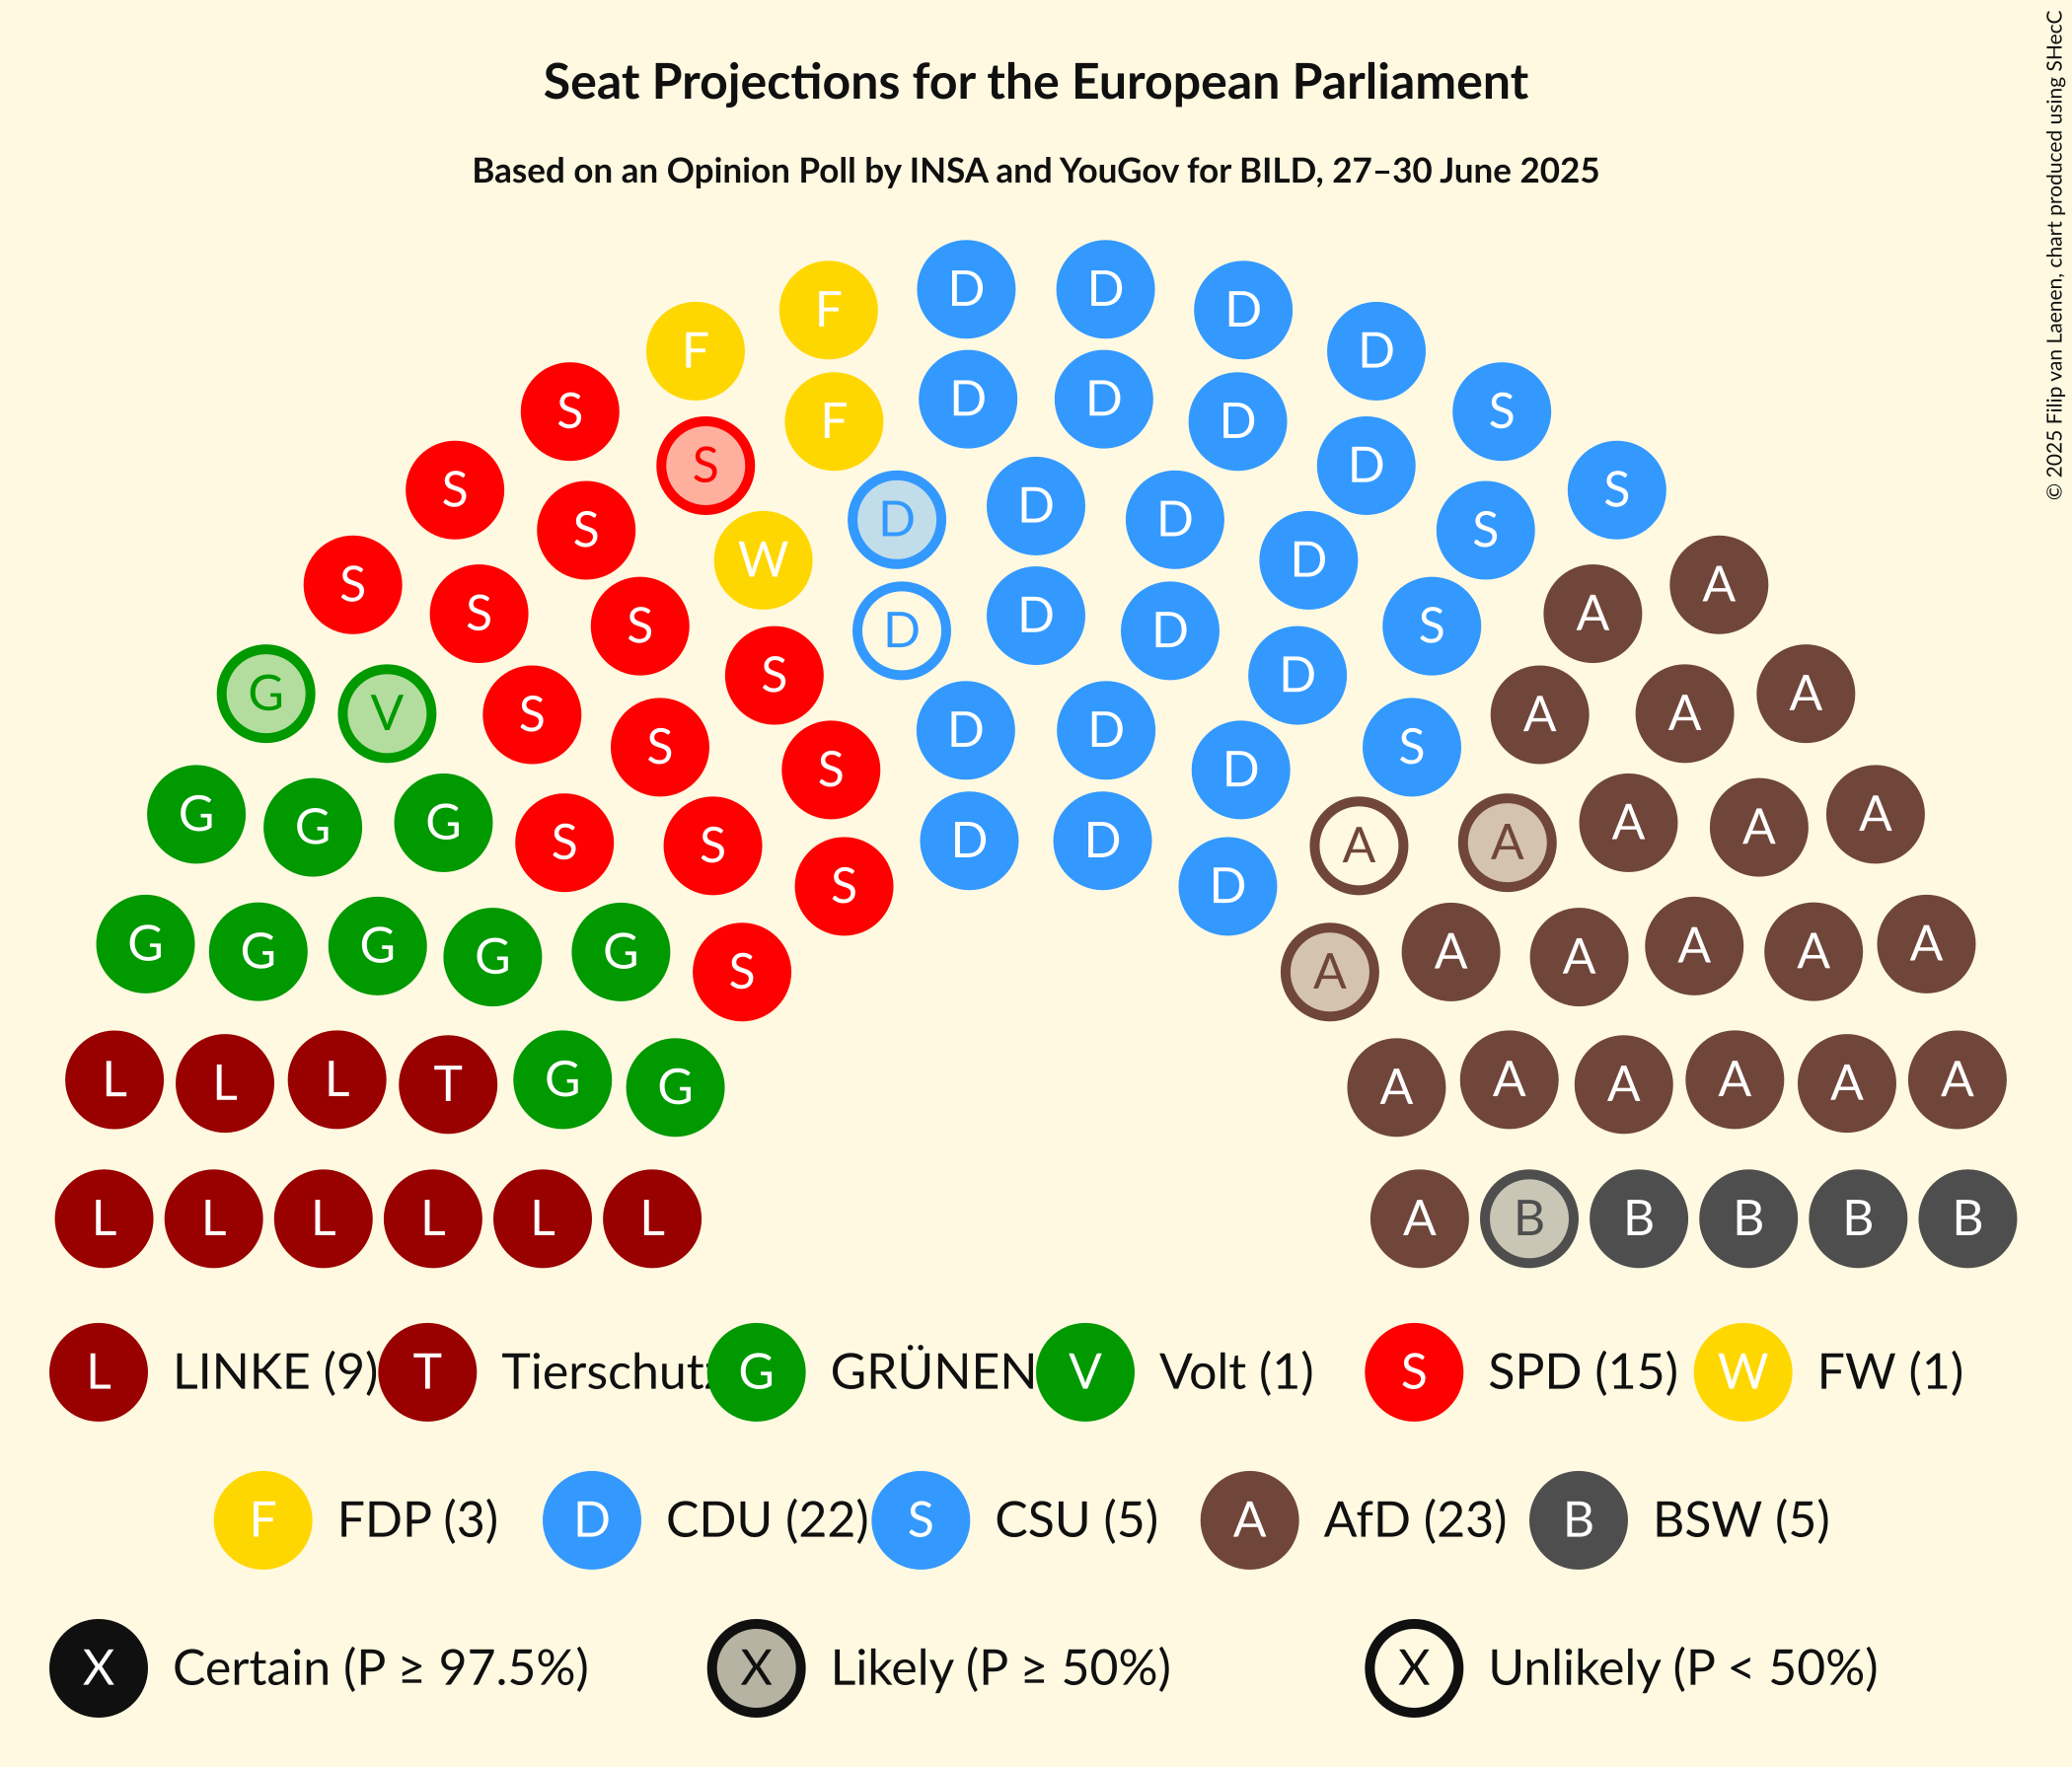 Seat Projections for the European Parliament
Based on an Opinion Poll by INSA and YouGov for BILD, 27–30 June 2025
© 2025 Filip van Laenen, chart produced using SHecC
D D
F D
F D
D D
S F D S
S D S
S S
S D D D D S
W D
A A
S S S S
D D D D
S D
G V S S S D D D S A A A
S D
G G G S S S D D D A A A A A
G G G G G S A A A A A A
L L L T G G A A A A A A
L L L L L L A B B B B B
L LINKE (9) T Tierschutz G GRÜNEN V Volt (1) S SPD (15) W FW (1)
F FDP (3) D CDU (22) S CSU (5) A AfD (23) B BSW (5)
X Certain (P ≥ 97.5%) X Likely (P ≥ 50%) X Unlikely (P < 50%)